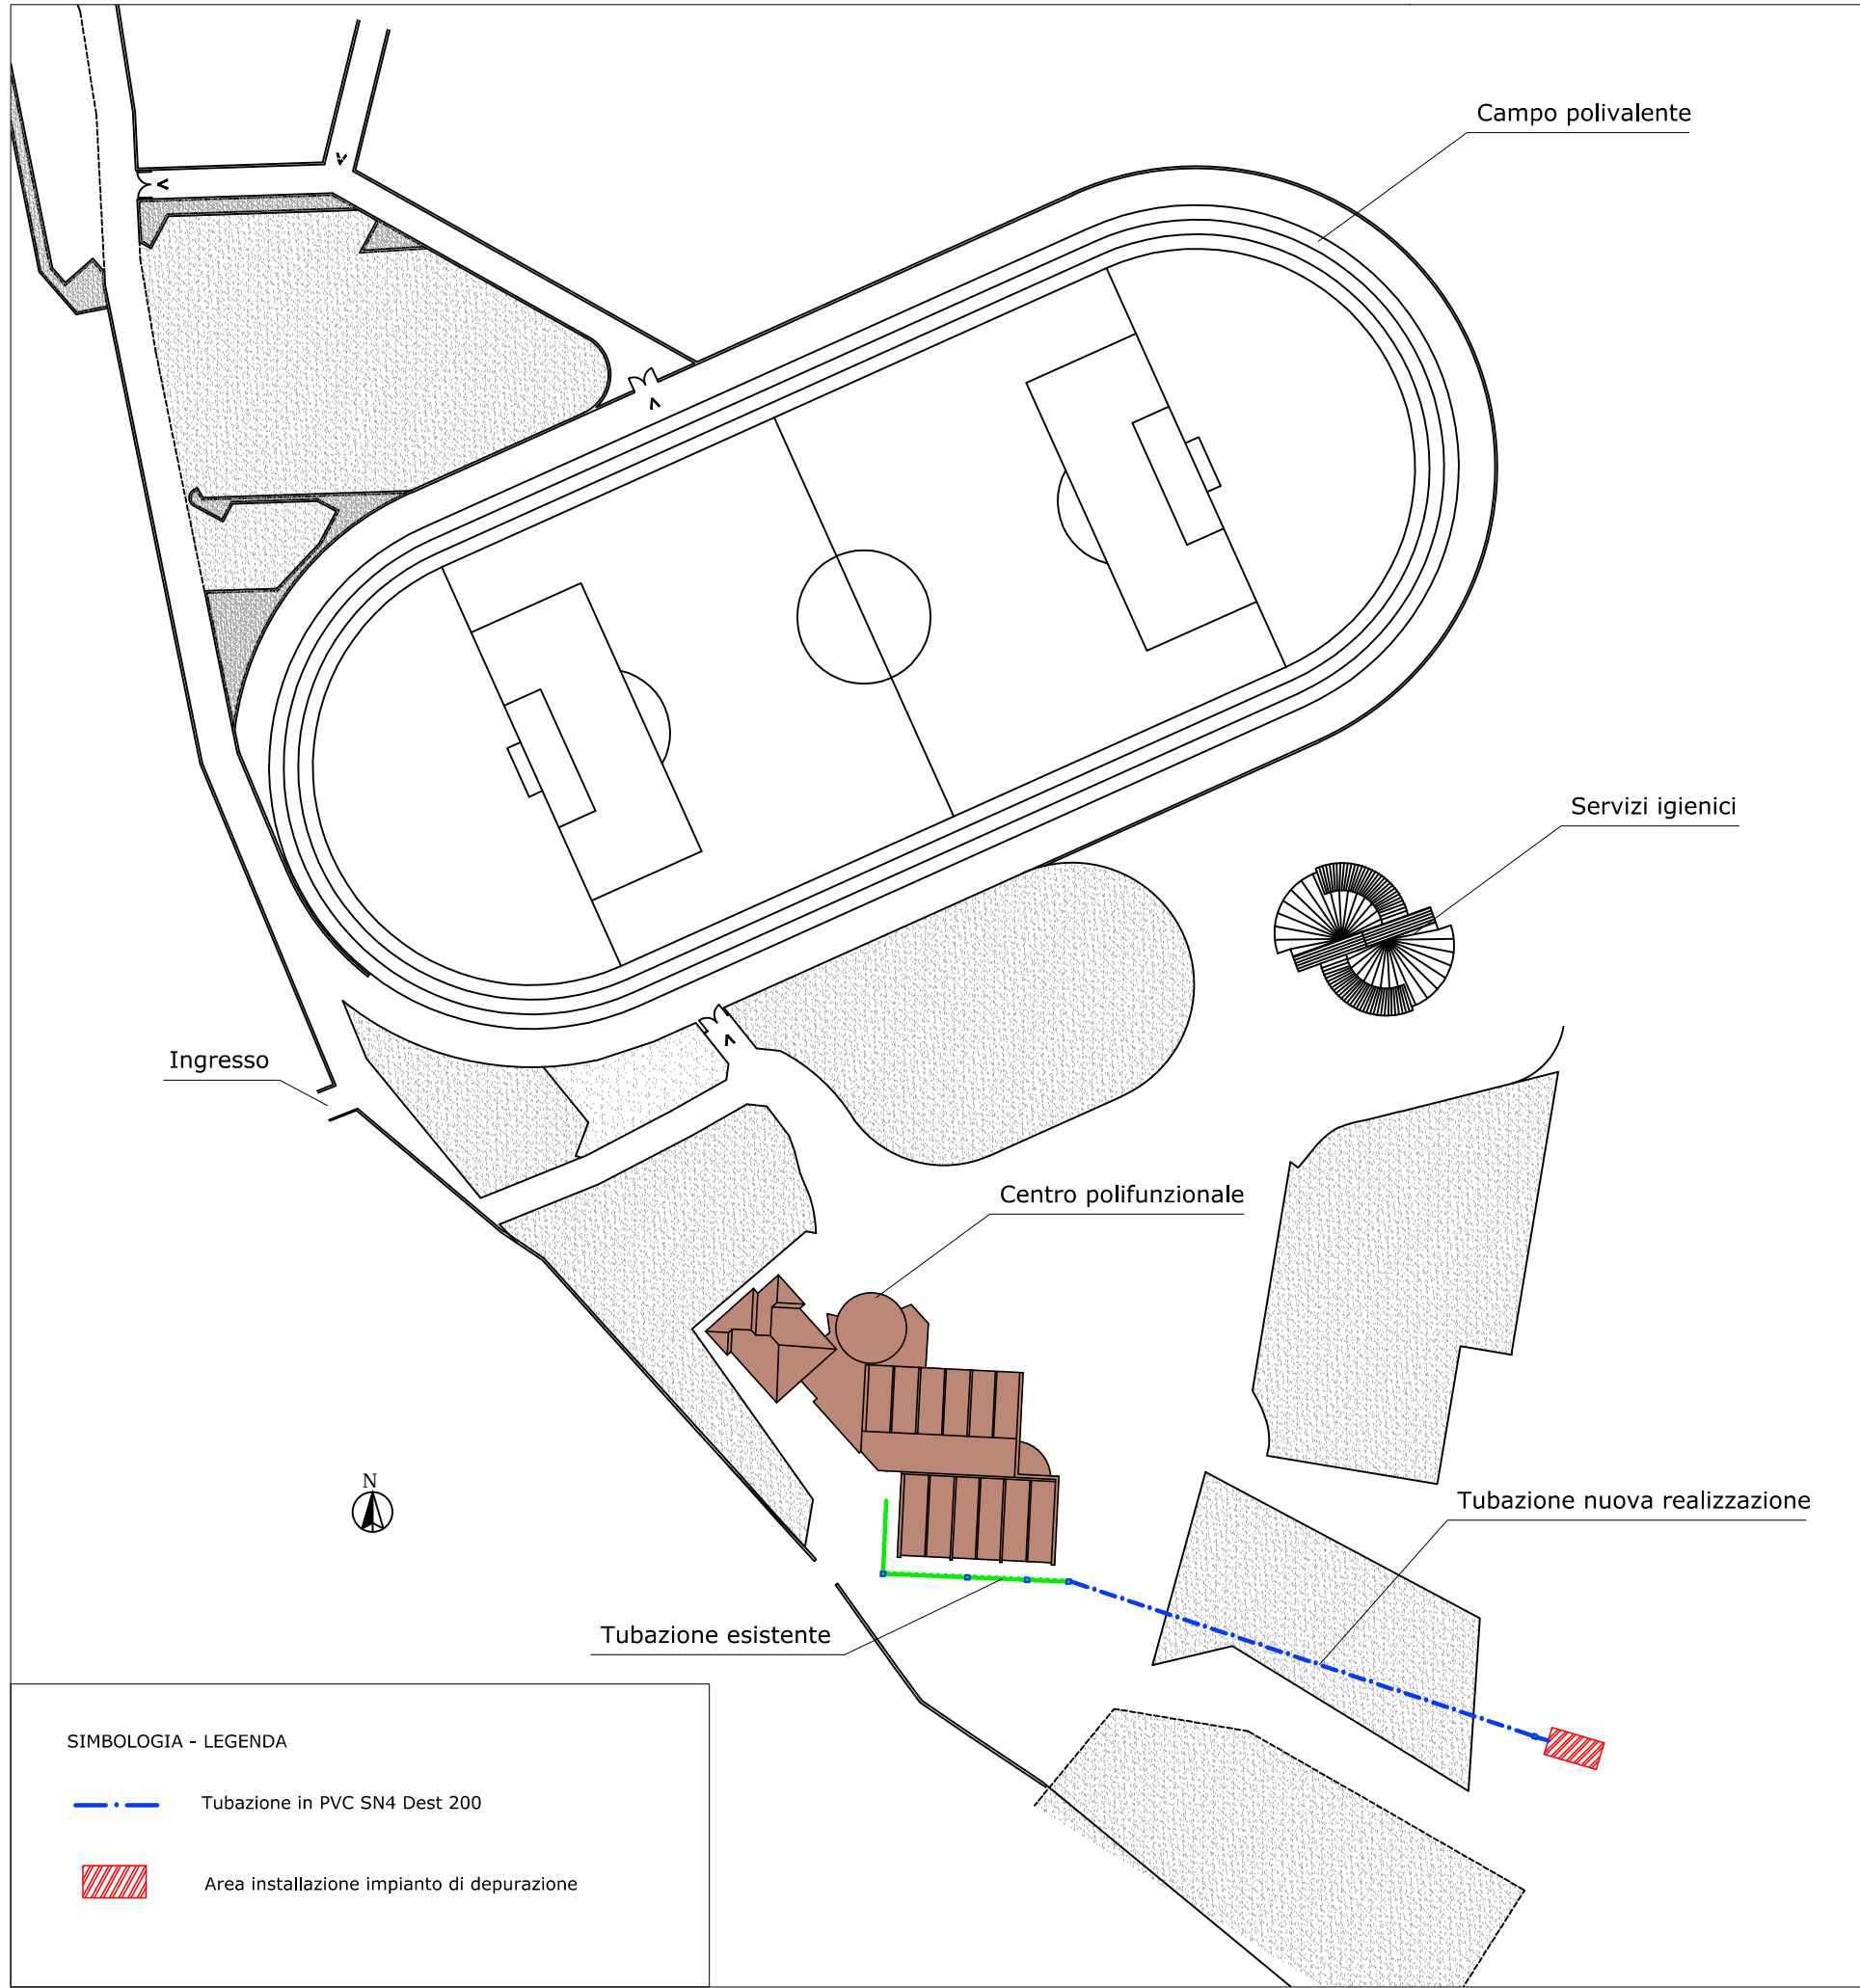 Campo polivalente
Servizi igienici
Ingresso
Centro polifunzionale
N
Tubazione nuova realizzazione
Tubazione esistente
SIMBOLOGIA - LEGENDA
Tubazione in PVC SN4 Dest 200
Area installazione impianto di depurazione